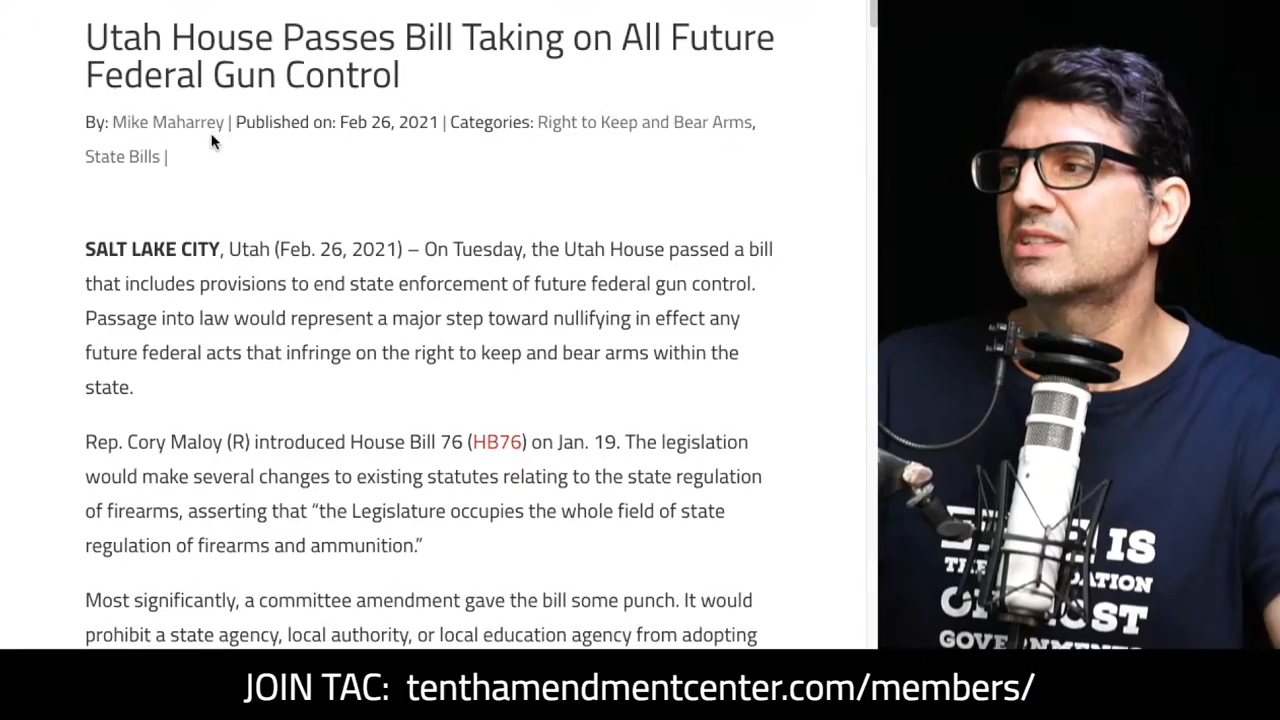 Utah House Passes Bill Taking on All Future
Federal Gun Control
By: Mike Maharrey | Published on: Feb 26, 2021 | Categories: Right to Keep and Bear Arms,
State Bills |
SALT LAKE CITY, Utah (Feb. 26, 2021) – On Tuesday, the Utah House passed a bill
that includes provisions to end state enforcement of future federal gun control.
Passage into law would represent a major step toward nullifying in effect any
future federal acts that infringe on the right to keep and bear arms within the
state.
Rep. Cory Maloy (R) introduced House Bill 76 (HB76) on Jan. 19. The legislation
would make several changes to existing statutes relating to the state regulation
of firearms, asserting that “the Legislature occupies the whole field of state
regulation of firearms and ammunition.”
Most significantly, a committee amendment gave the bill some punch. It would
prohibit a state agency, local authority, or local education agency from adopting
IS
GOVERNMENTS
JOIN TAC: tenthamendmentcenter.com/members/